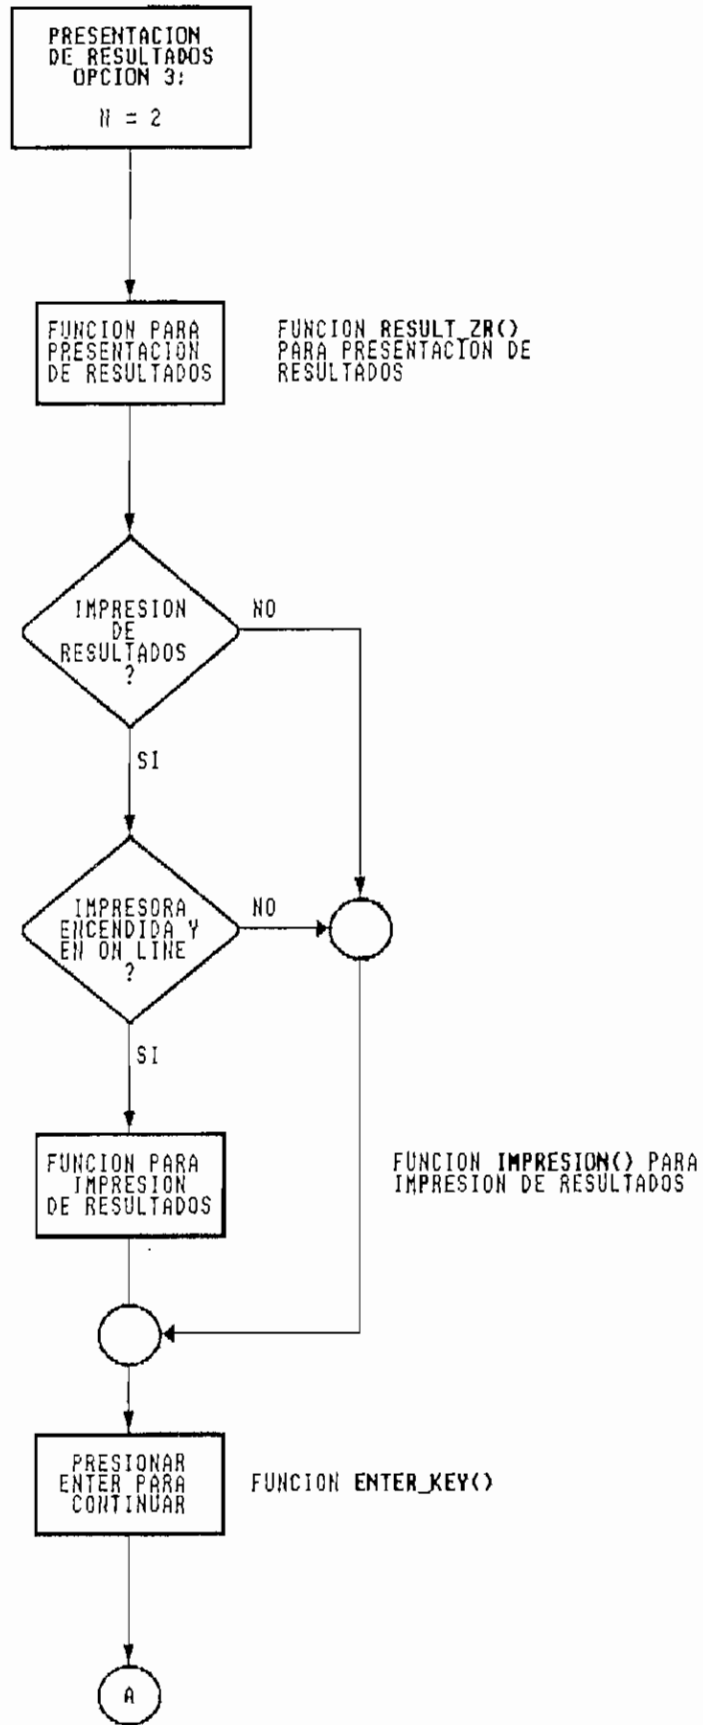 PRESENTACION
DE RESULTADOS
OPCION 3:
N = 2
FUNCION PARA
PRESENTACION
DE RESULTADOS
FUNCION RESULT_ZR()
PARA PRESENTACION DE
RESULTADOS
IMPRESION
DE
RESULTADOS
?
NO
SI
IMPRESORA
ENCENDIDA Y
EN ON LINE
?
NO
SI
FUNCION PARA
IMPRESION
DE RESULTADOS
FUNCION IMPRESION() PARA
IMPRESION DE RESULTADOS
PRESIONAR
ENTER PARA
CONTINUAR
FUNCION ENTER_KEY()
A